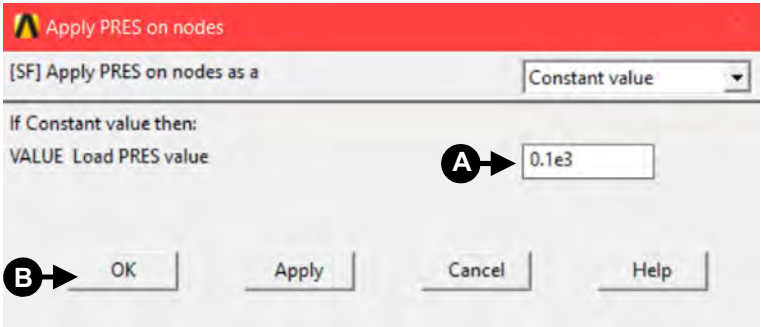 Apply PRES on nodes
[SF] Apply PRES on nodes as a Constant value
If Constant value then:
VALUE Load PRES value A 0.1e3
B OK Apply Cancel Help